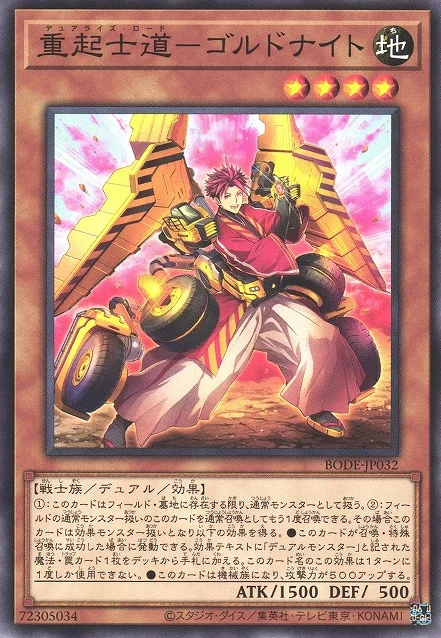 デュアライズ・ロード
重起士道－ゴルドナイト
ち
地
BODE-JP032
【戦士族／デュアル／効果】
①：このカードはフィールド・墓地に存在する限り、通常モンスターとして扱う。②：フィー
ルドの通常モンスター扱いのこのカードを通常召喚としてもう１度召喚できる。その場合この
カードは効果モンスター扱いとなり以下の効果を得る。●このカードが召喚・特殊
召喚に成功した場合に発動できる。効果テキストに「デュアルモンスター」と記された
魔法・罠カード１枚をデッキから手札に加える。このカード名のこの効果は１ターンに
１度しか使用できない。●このカードは機械族になり、攻撃力が５００アップする。
ATK/1500 DEF/ 500
72305034 ©スタジオ・ダイス／集英社・テレビ東京・KONAMI